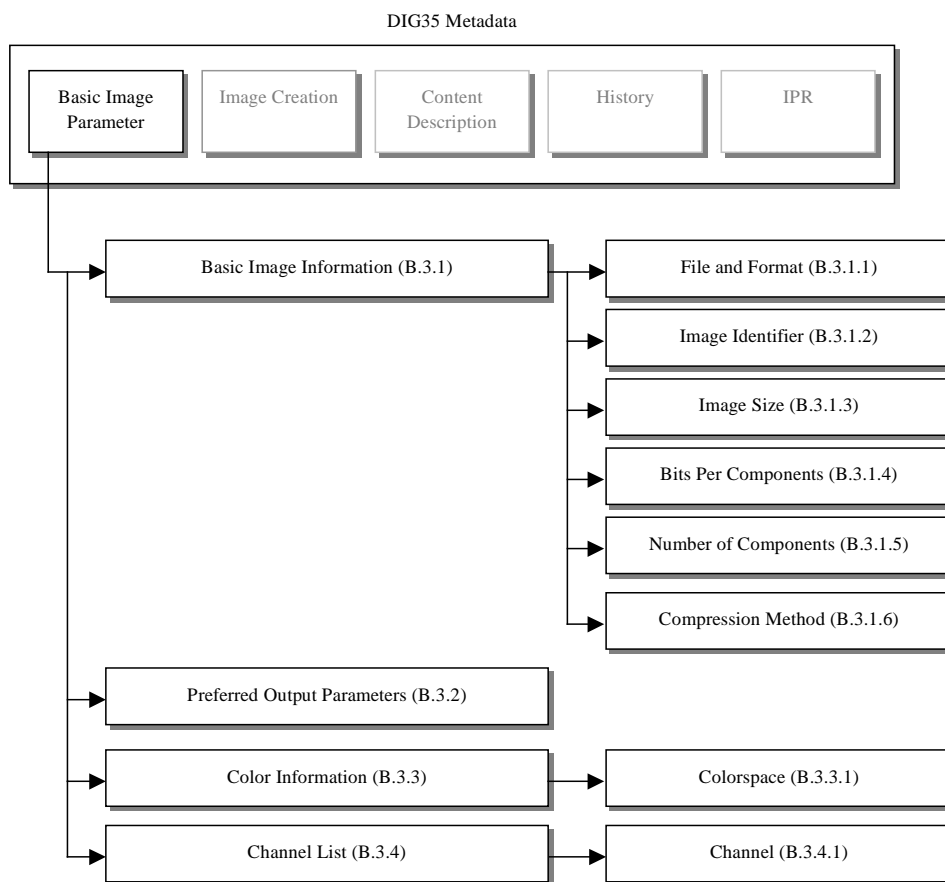 DIG35 Metadata
Basic Image
Parameter
Image Creation
Content
Description
History
IPR
Basic Image Information (B.3.1)
File and Format (B.3.1.1)
Image Identifier (B.3.1.2)
Image Size (B.3.1.3)
Bits Per Components (B.3.1.4)
Number of Components (B.3.1.5)
Compression Method (B.3.1.6)
Preferred Output Parameters (B.3.2)
Color Information (B.3.3)
Colorspace (B.3.3.1)
Channel List (B.3.4)
Channel (B.3.4.1)